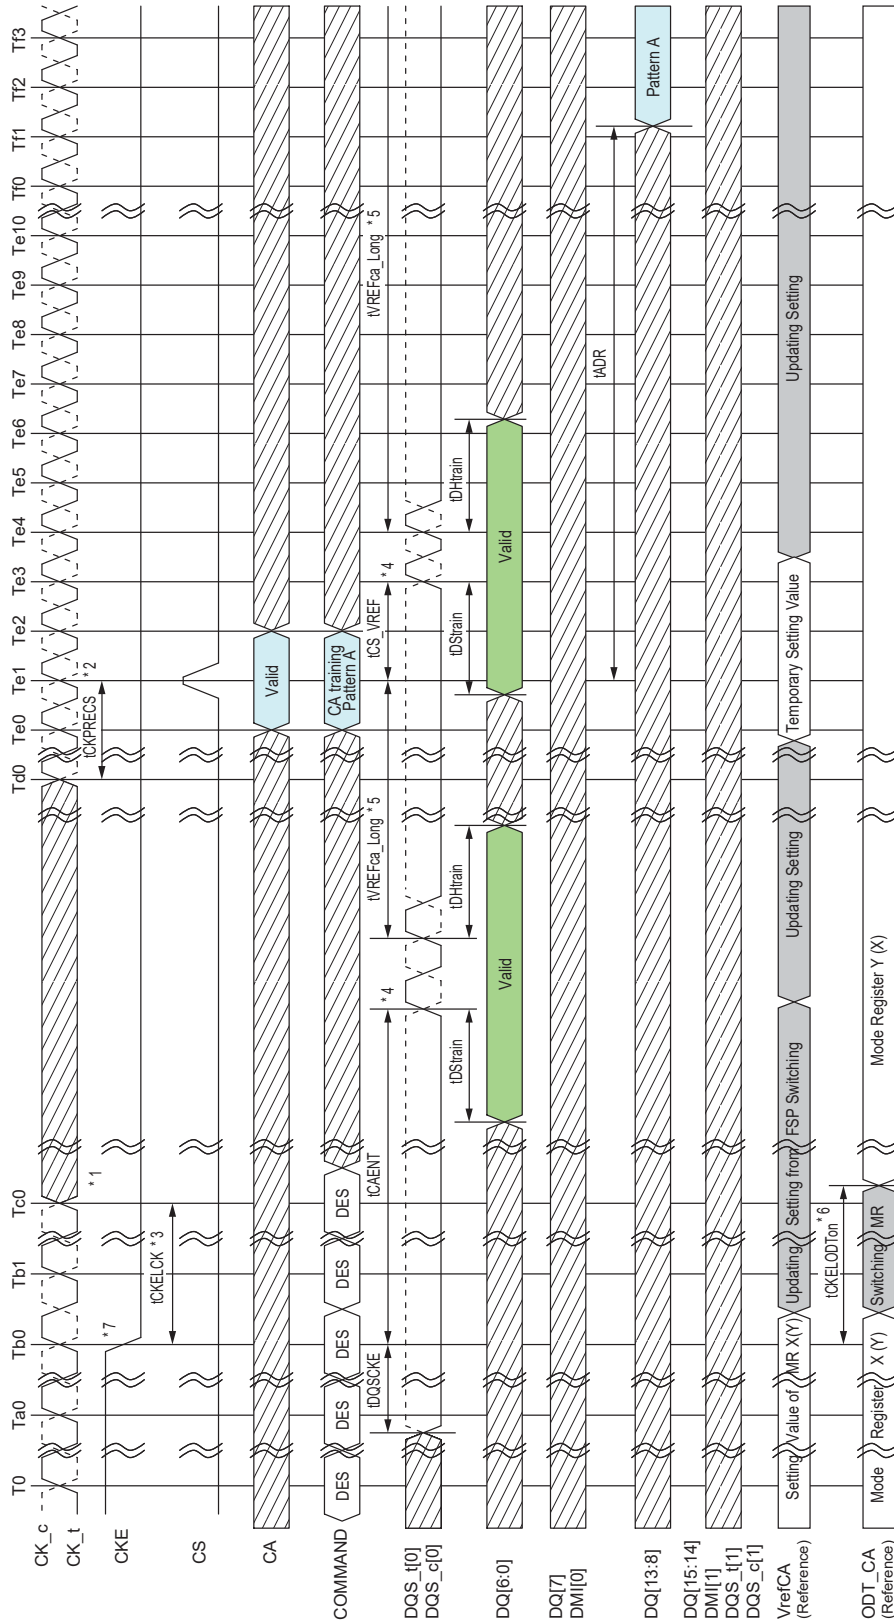 T0 Ta0 Tb0 Tb1 Tc0 Td0 Te0 Te1 Te2 Te3 Te4 Te5 Te6 Te7 Te8 Te9 Te10 Tf0 Tf1 Tf2 Tf3
CK_c
CK_t
*1
tCKPRECS *2
CKE
*7
tCKELCK *3
CS
CA
Valid
COMMAND
DES DES DES DES DES
CA training
Pattern A
tDQSCKE tCAENT tVREFca_Long *5 tCS_VREF tVREFca_Long *5
*4 *4
DQS_t[0]
DQS_c[0]
tDStrain tDHtrain tDStrain tDHtrain
DQ[6:0]
Valid Valid
DQ[7]
DMI[0]
tADR
DQ[13:8]
Pattern A
DQ[15:14]
DMI[1]
DQS_t[1]
DQS_c[1]
VrefCA
(Reference)
Setting Value of MR X(Y) Updating Setting from FSP Switching Updating Setting Temporary Setting Value Updating Setting
tCKELODTon *6
ODT_CA
(Reference)
Mode Register X (Y) Switching MR Mode Register Y (X)